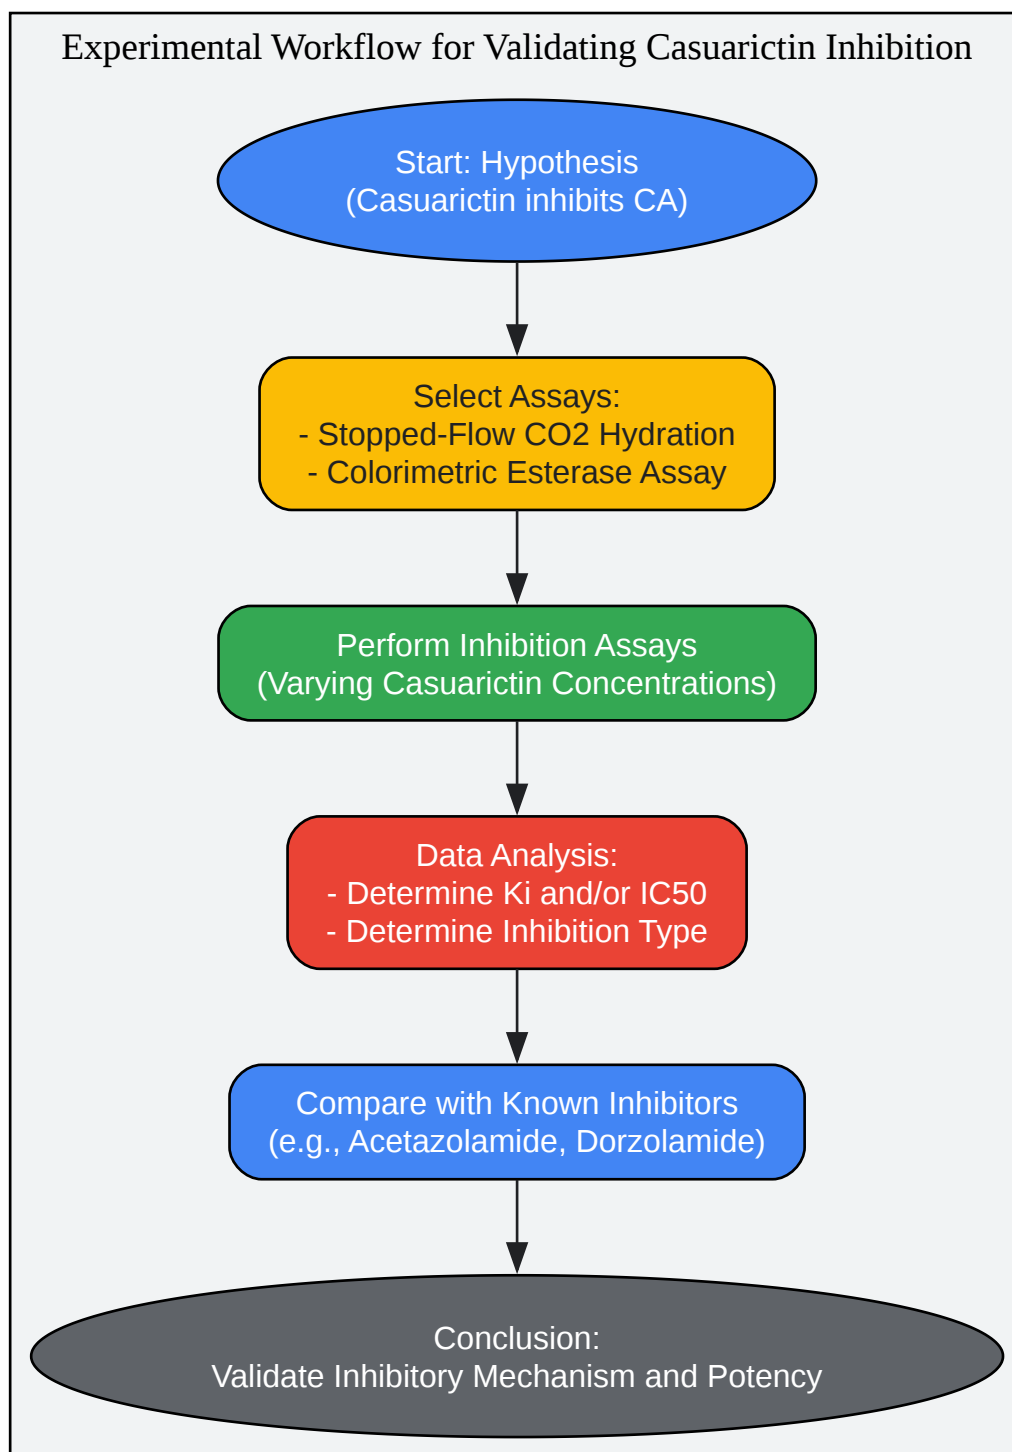 Experimental Workflow for Validating Casuarictin Inhibition
Start: Hypothesis
(Casuarictin inhibits CA)
Select Assays:
- Stopped-Flow CO2 Hydration
- Colorimetric Esterase Assay
Perform Inhibition Assays
(Varying Casuarictin Concentrations)
Data Analysis:
- Determine Ki and/or IC50
- Determine Inhibition Type
Compare with Known Inhibitors
(e.g., Acetazolamide, Dorzolamide)
Conclusion:
Validate Inhibitory Mechanism and Potency